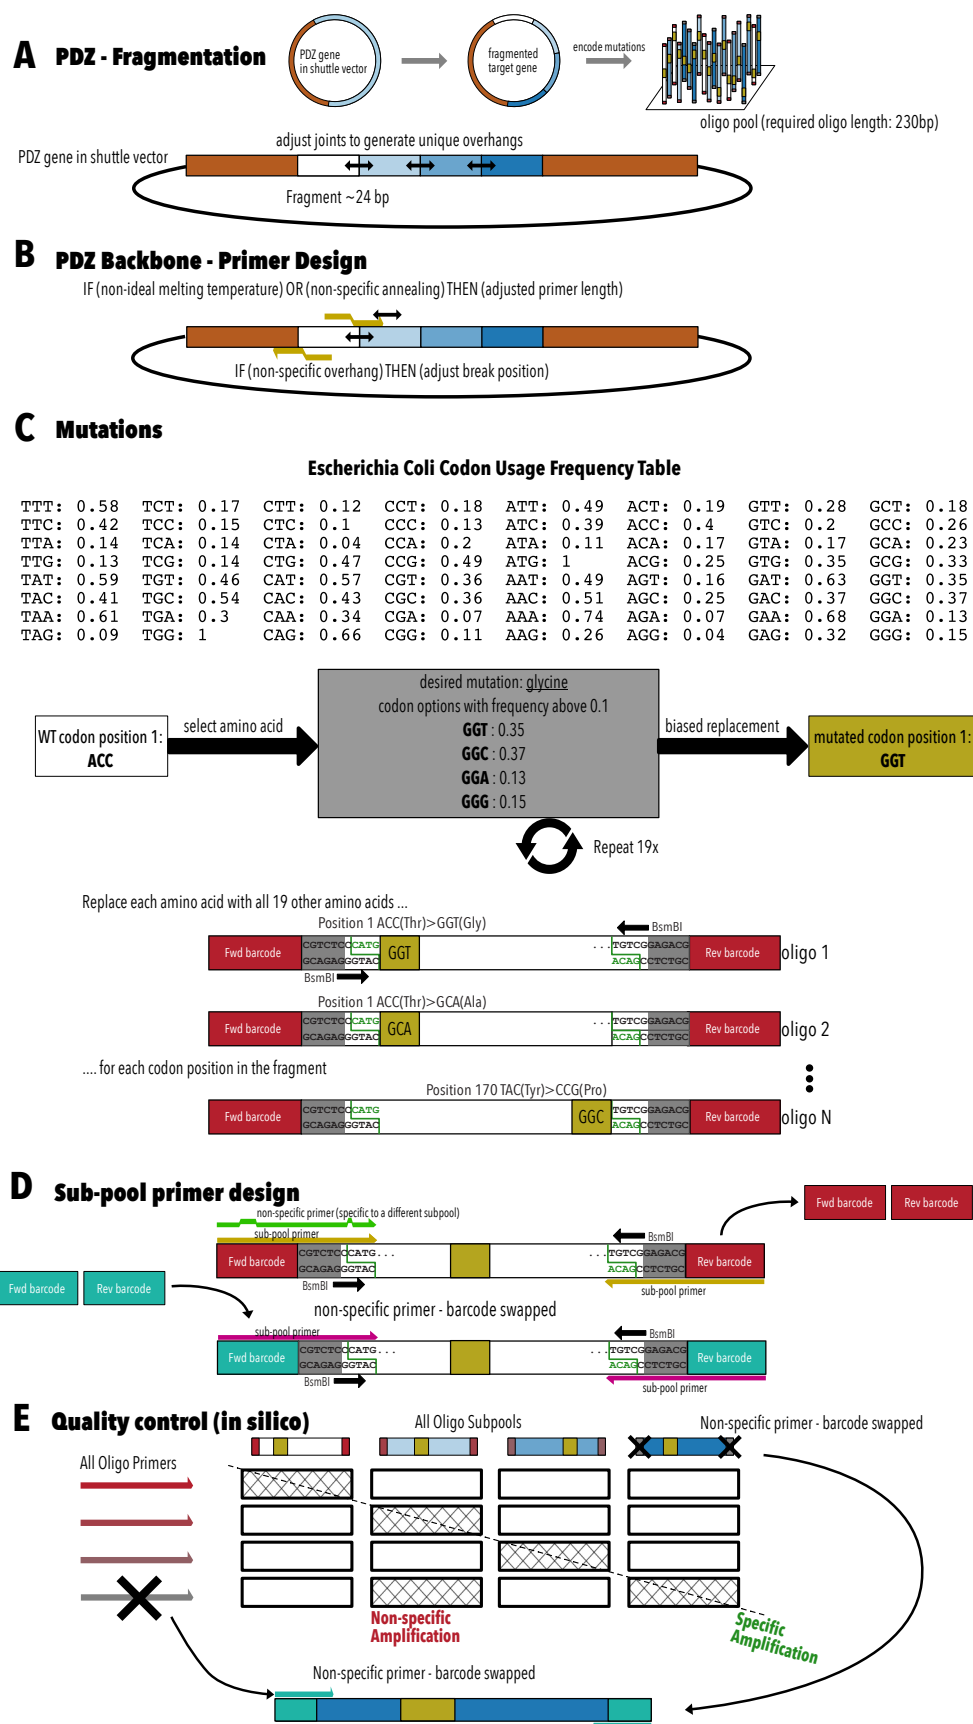 A PDZ - Fragmentation
PDZ gene
in shuttle vector
fragmented
target gene
encode mutations
oligo pool (required oligo length: 230bp)
adjust joints to generate unique overhangs
PDZ gene in shuttle vector
Fragment ~24 bp
B PDZ Backbone - Primer Design
IF (non-ideal melting temperature) OR (non-specific annealing) THEN (adjusted primer length)
IF (non-specific overhang) THEN (adjust break position)
C Mutations
Escherichia Coli Codon Usage Frequency Table
TTT: 0.58 TCT: 0.17 CTT: 0.12 CCT: 0.18 ATT: 0.49 ACT: 0.19 GTT: 0.28 GCT: 0.18
TTC: 0.42 TCC: 0.15 CTC: 0.1 CCC: 0.13 ATC: 0.39 ACC: 0.4 GTC: 0.2 GCC: 0.26
TTA: 0.14 TCA: 0.14 CTA: 0.04 CCA: 0.2 ATA: 0.11 ACA: 0.17 GTA: 0.17 GCA: 0.23
TTG: 0.13 TCG: 0.14 CTG: 0.47 CCG: 0.49 ATG: 1 ACG: 0.25 GTG: 0.35 GCG: 0.33
TAT: 0.59 TGT: 0.46 CAT: 0.57 CGT: 0.36 AAT: 0.49 AGT: 0.16 GAT: 0.63 GGT: 0.35
TAC: 0.41 TGC: 0.54 CAC: 0.43 CGC: 0.36 AAC: 0.51 AGC: 0.25 GAC: 0.37 GGC: 0.37
TAA: 0.61 TGA: 0.3 CAA: 0.34 CGA: 0.07 AAA: 0.74 AGA: 0.07 GAA: 0.68 GGA: 0.13
TAG: 0.09 TGG: 1 CAG: 0.66 CGG: 0.11 AAG: 0.26 AGG: 0.04 GAG: 0.32 GGG: 0.15
WT codon position 1:
ACC
select amino acid
desired mutation: glycine
codon options with frequency above 0.1
GGT : 0.35
GGC : 0.37
GGA : 0.13
GGG : 0.15
biased replacement
mutated codon position 1:
GGT
Repeat 19x
Replace each amino acid with all 19 other amino acids ...
Position 1 ACC(Thr)>GGT(Gly)
BsmBI
Fwd barcode
CGTCTCCCATG
GCAGAGGGTAC
GGT
...TGTCGGAGACG
ACAGCCTCTGC
Rev barcode
oligo 1
BsmBI
Position 1 ACC(Thr)>GCA(Ala)
Fwd barcode
CGTCTCCCATG
GCAGAGGGTAC
GCA
...TGTCGGAGACG
ACAGCCTCTGC
Rev barcode
oligo 2
.... for each codon position in the fragment
Position 170 TAC(Tyr)>CCG(Pro)
Fwd barcode
CGTCTCCCATG
GCAGAGGGTAC
GGC
TGTCGGAGACG
ACAGCCTCTGC
Rev barcode
oligo N
D Sub-pool primer design
Fwd barcode
Rev barcode
non-specific primer (specific to a different subpool)
sub-pool primer
BsmBI
Fwd barcode
CGTCTCCCATG...
GCAGAGGGTAC
...TGTCGGAGACG
ACAGCCTCTGC
Rev barcode
BsmBI
sub-pool primer
Fwd barcode
Rev barcode
non-specific primer - barcode swapped
sub-pool primer
BsmBI
Fwd barcode
CGTCTCCCATG...
GCAGAGGGTAC
...TGTCGGAGACG
ACAGCCTCTGC
Rev barcode
BsmBI
sub-pool primer
E Quality control (in silico)
All Oligo Subpools
Non-specific primer - barcode swapped
All Oligo Primers
Non-specific
Amplification
Specific
Amplification
Non-specific primer - barcode swapped